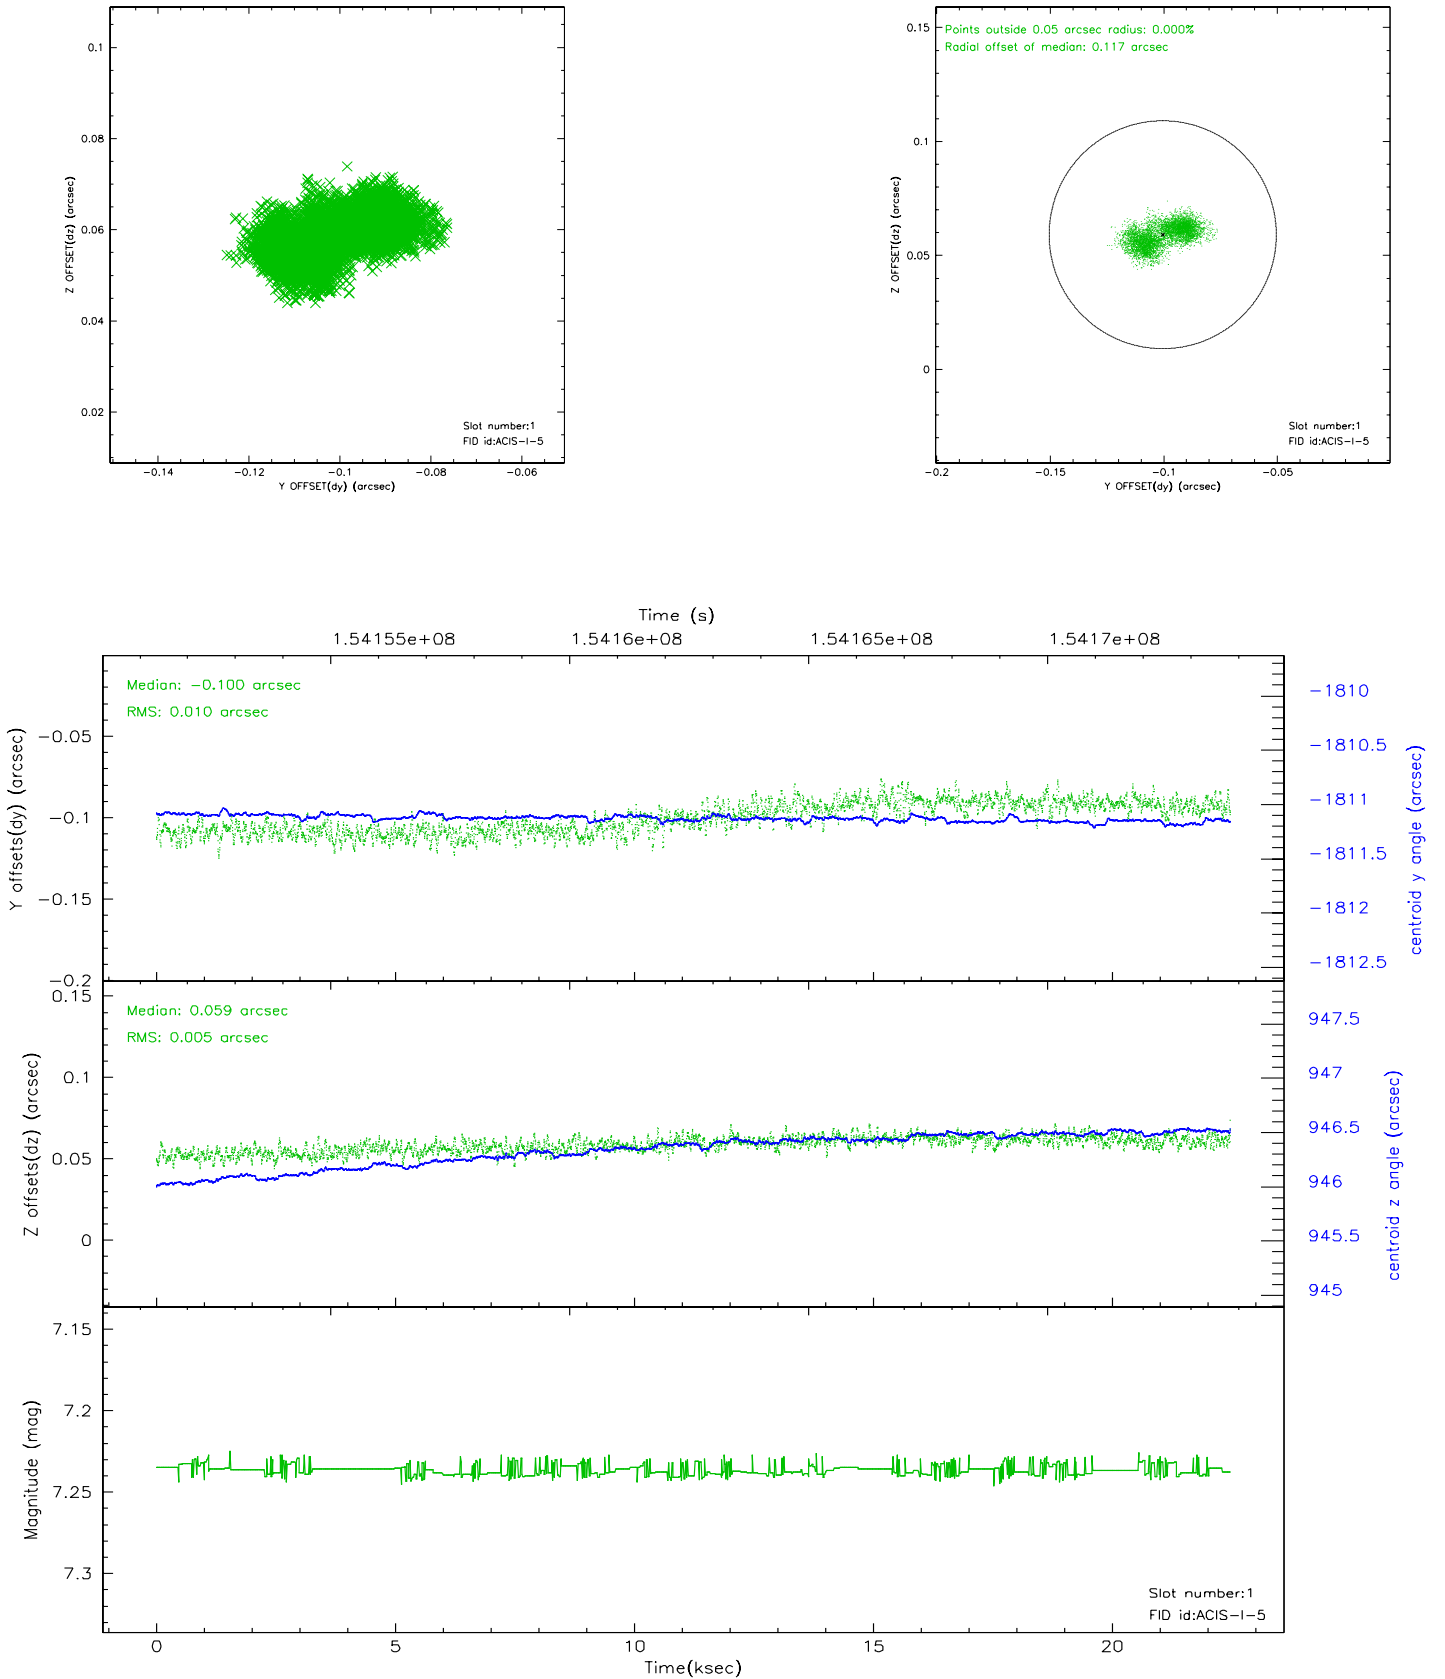 0.1
0.08
0.06
0.04
0.02
Z OFFSET(dz) (arcsec)
Slot number:1
FID id:ACIS-I-5
-0.14 -0.12 -0.1 -0.08 -0.06
Y OFFSET(dy) (arcsec)
Points outside 0.05 arcsec radius: 0.000%
Radial offset of median: 0.117 arcsec
0.15
0.1
0.05
0
Z OFFSET(dz) (arcsec)
Slot number:1
FID id:ACIS-I-5
-0.2 -0.15 -0.1 -0.05
Y OFFSET(dy) (arcsec)
Time (s)
1.54155e+08 1.5416e+08 1.54165e+08 1.5417e+08
Median: -0.100 arcsec
RMS: 0.010 arcsec
-0.05
-0.1
-0.15
-0.2
Y offsets(dy) (arcsec)
-1810
-1810.5
-1811
-1811.5
-1812
-1812.5
centroid y angle (arcsec)
Median: 0.059 arcsec
RMS: 0.005 arcsec
0.15
0.1
0.05
0
Z offsets(dz) (arcsec)
947.5
947
946.5
946
945.5
945
centroid z angle (arcsec)
7.15
7.2
7.25
7.3
Magnitude (mag)
Slot number:1
FID id:ACIS-I-5
0 5 10 15 20
Time(ksec)